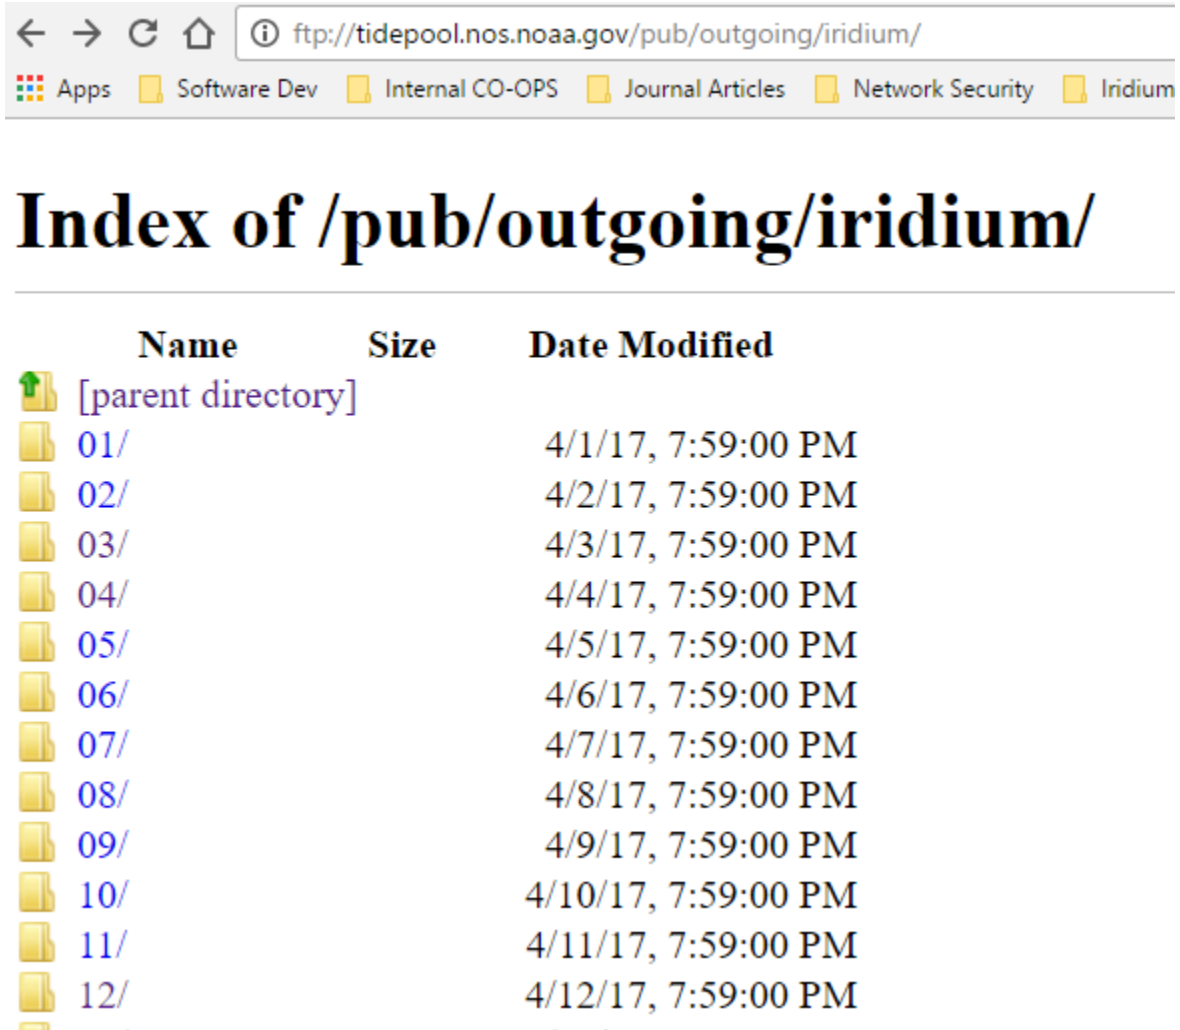 ftp://tidepool.nos.noaa.gov/pub/outgoing/iridium/
Apps Software Dev Internal CO-OPS Journal Articles Network Security Iridium
Index of /pub/outgoing/iridium/
Name Size Date Modified
[parent directory]
01/ 4/1/17, 7:59:00 PM
02/ 4/2/17, 7:59:00 PM
03/ 4/3/17, 7:59:00 PM
04/ 4/4/17, 7:59:00 PM
05/ 4/5/17, 7:59:00 PM
06/ 4/6/17, 7:59:00 PM
07/ 4/7/17, 7:59:00 PM
08/ 4/8/17, 7:59:00 PM
09/ 4/9/17, 7:59:00 PM
10/ 4/10/17, 7:59:00 PM
11/ 4/11/17, 7:59:00 PM
12/ 4/12/17, 7:59:00 PM